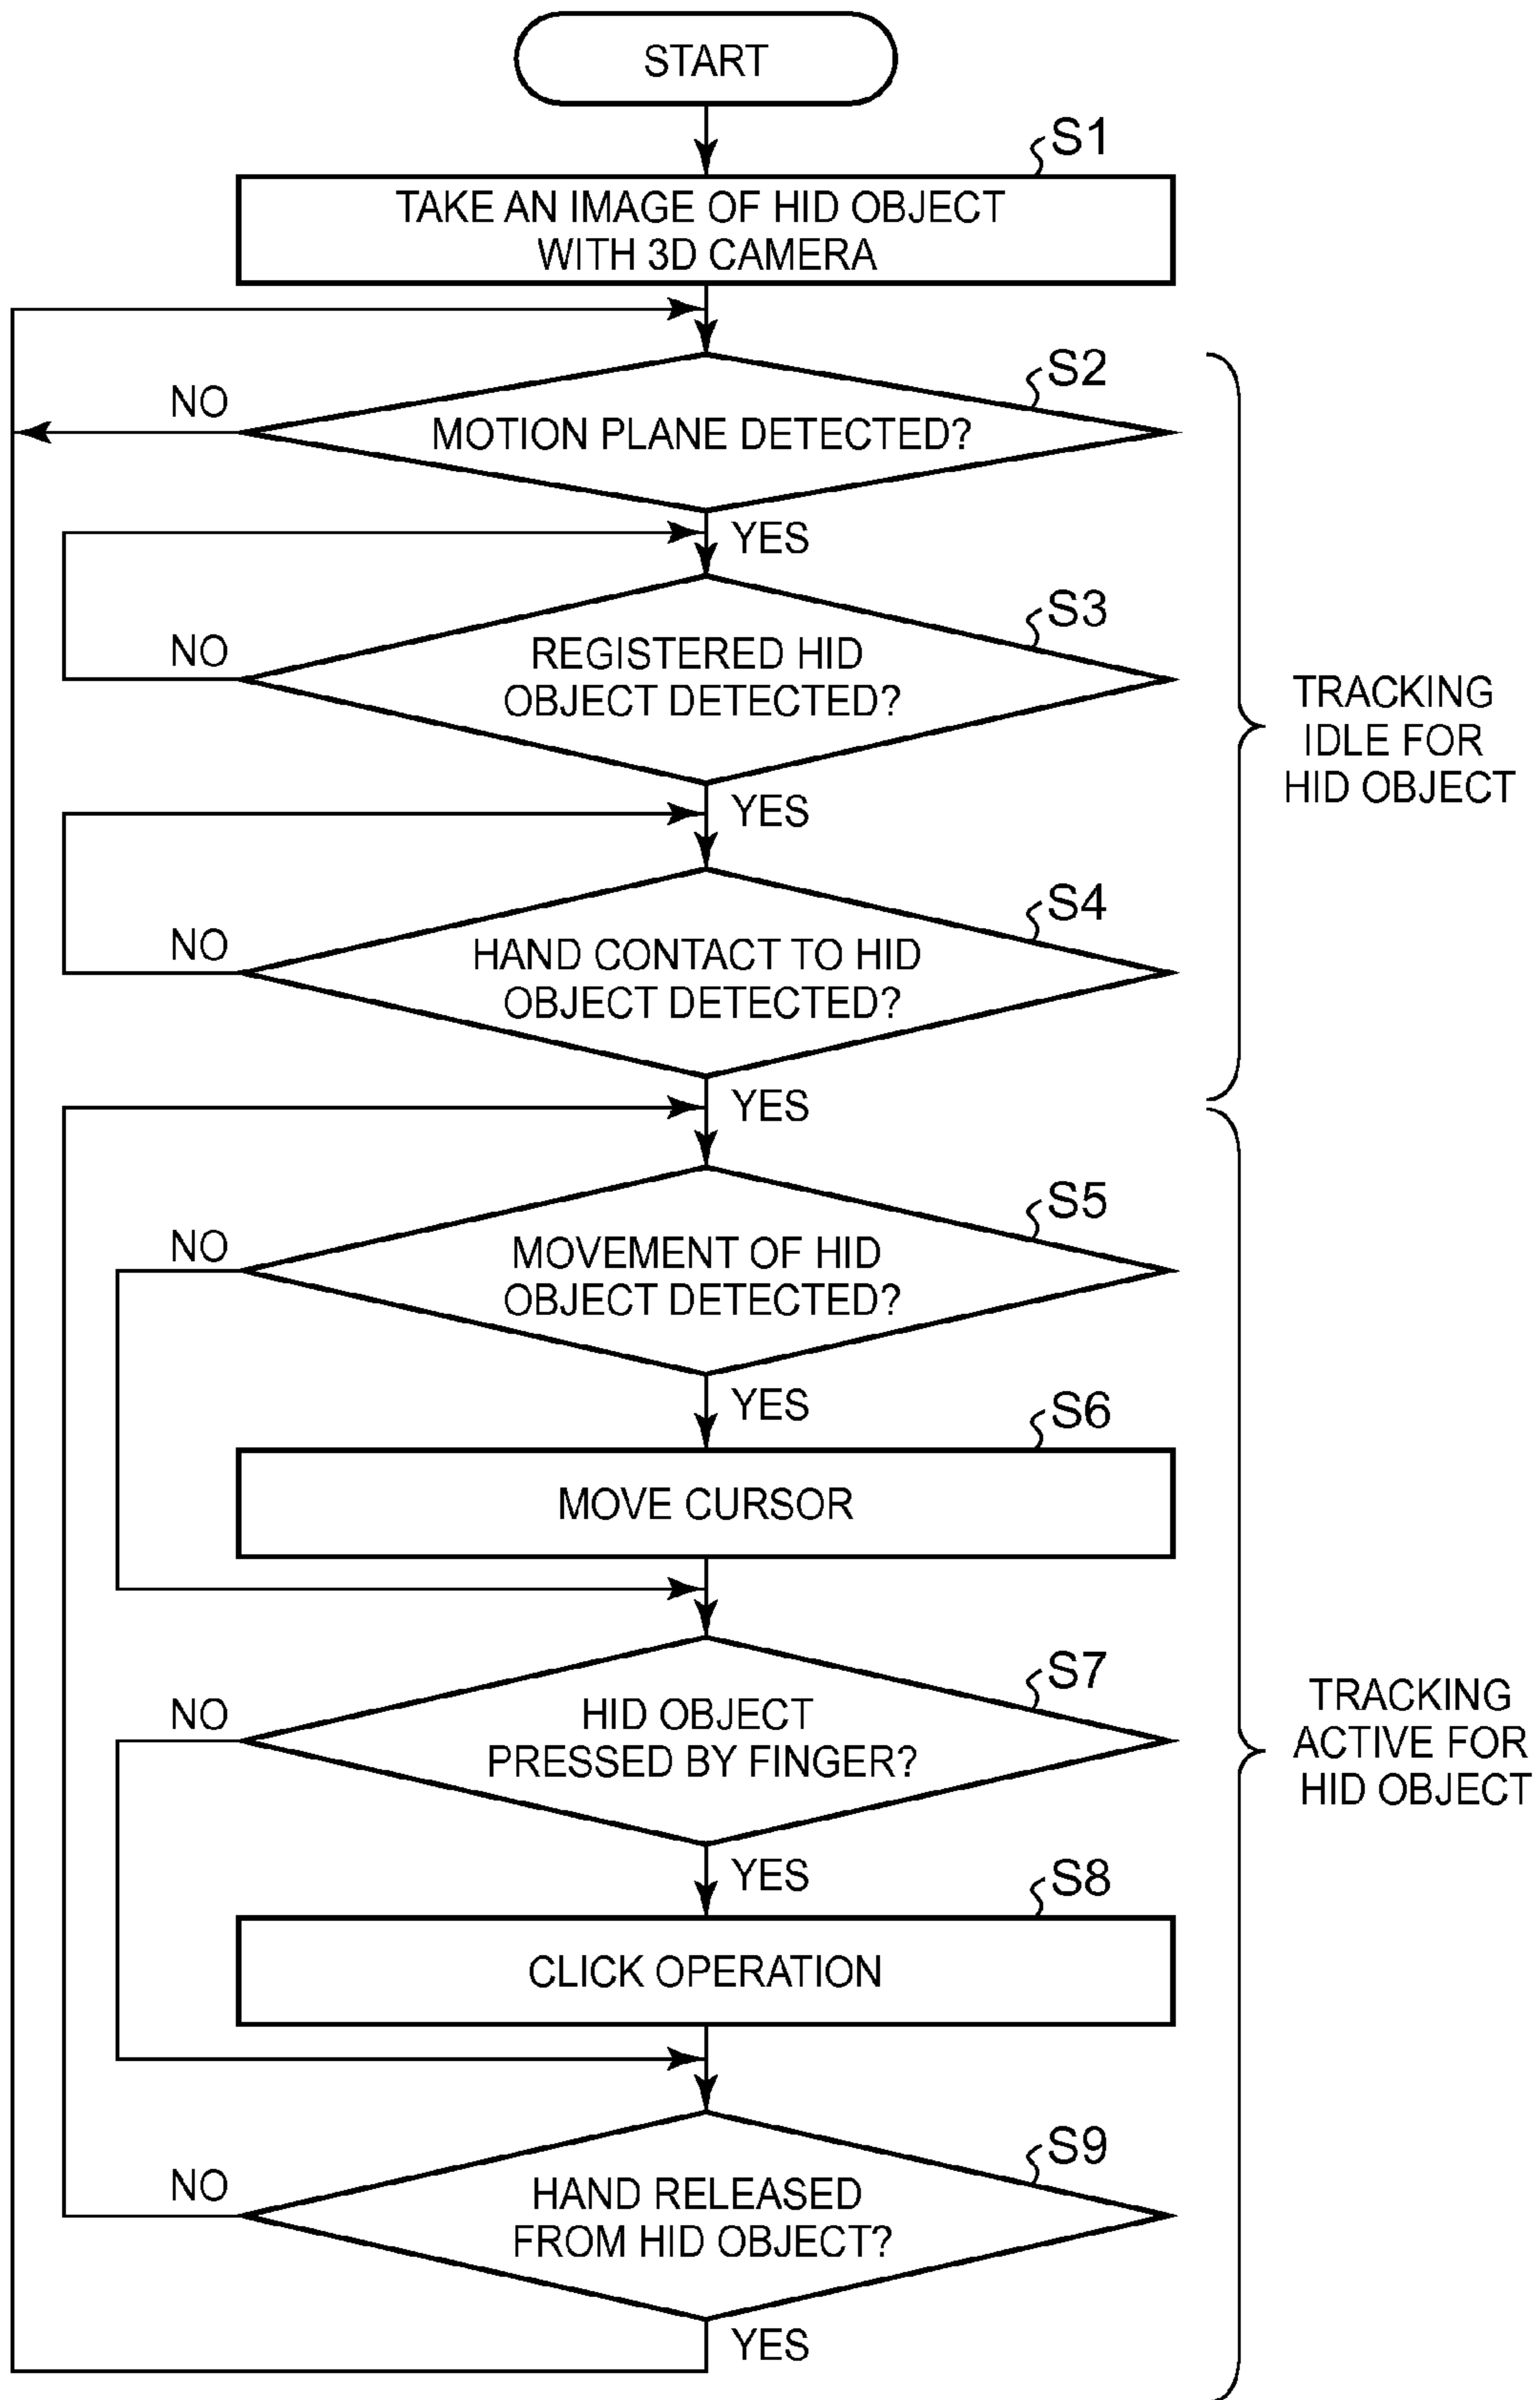 START
S1
TAKE AN IMAGE OF HID OBJECT
WITH 3D CAMERA
S2
NO
MOTION PLANE DETECTED?
YES
S3
NO
REGISTERED HID
OBJECT DETECTED?
TRACKING
IDLE FOR
HID OBJECT
YES
S4
NO
HAND CONTACT TO HID
OBJECT DETECTED?
YES
S5
NO
MOVEMENT OF HID
OBJECT DETECTED?
YES
S6
MOVE CURSOR
S7
NO
HID OBJECT
PRESSED BY FINGER?
TRACKING
ACTIVE FOR
HID OBJECT
YES
S8
CLICK OPERATION
S9
NO
HAND RELEASED
FROM HID OBJECT?
YES